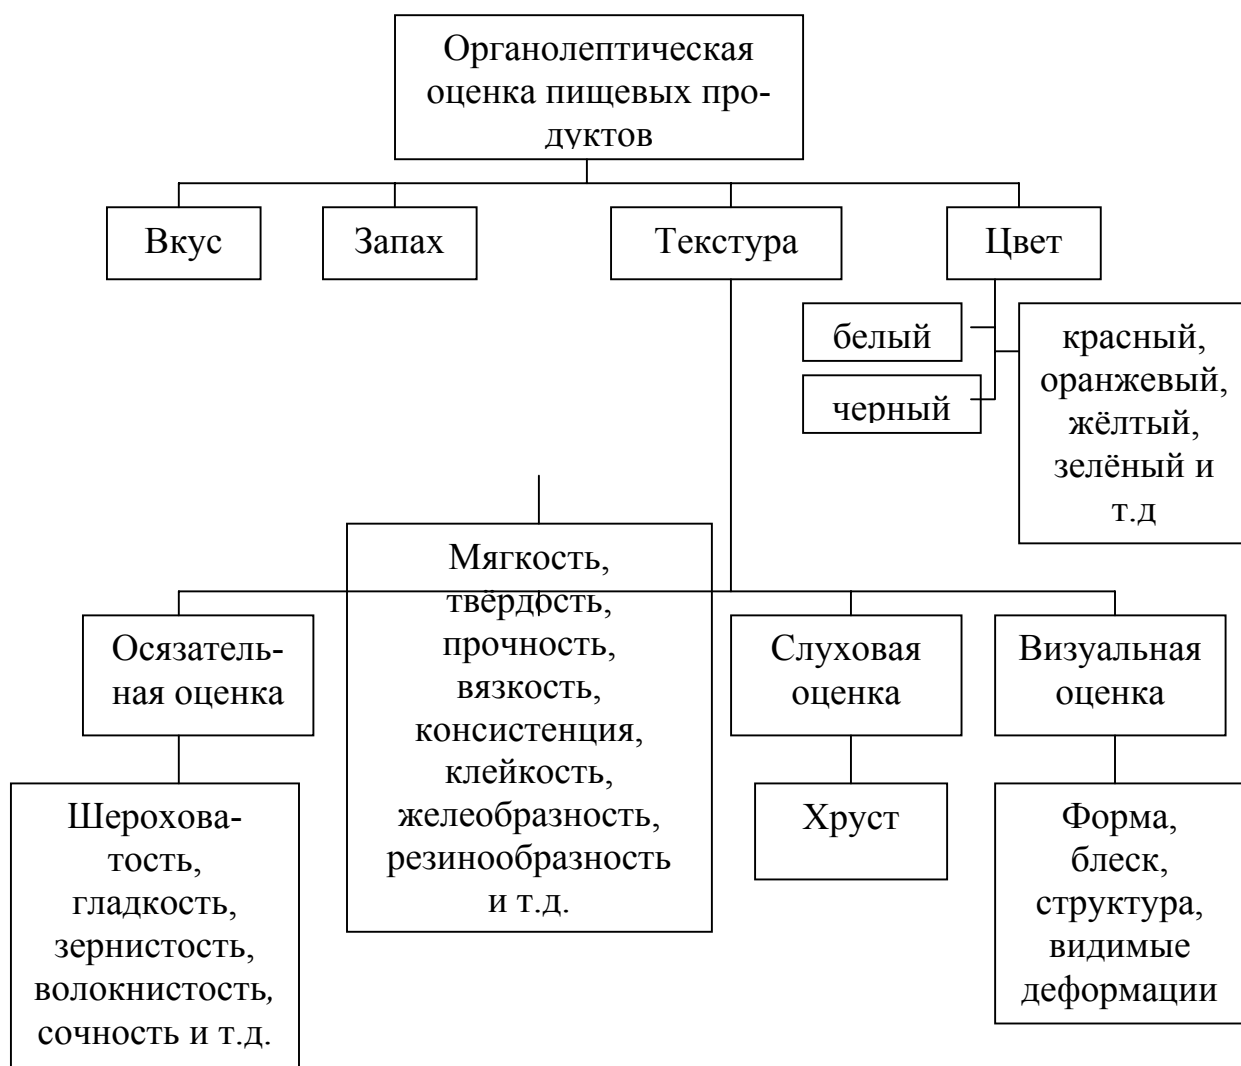 Органолептическая
оценка пищевых про-
дуктов
Вкус
Запах
Текстура
Цвет
белый
черный
красный,
оранжевый,
жёлтый,
зелёный и
т.д
Осязатель-
ная оценка
Шерохова-
тость,
гладкость,
зернистость,
волокнистость,
сочность и т.д.
Мягкость,
твёрдость,
прочность,
вязкость,
консистенция,
клейкость,
желеобразность,
резинообразность
и т.д.
Слуховая
оценка
Хруст
Визуальная
оценка
Форма,
блеск,
структура,
видимые
деформации